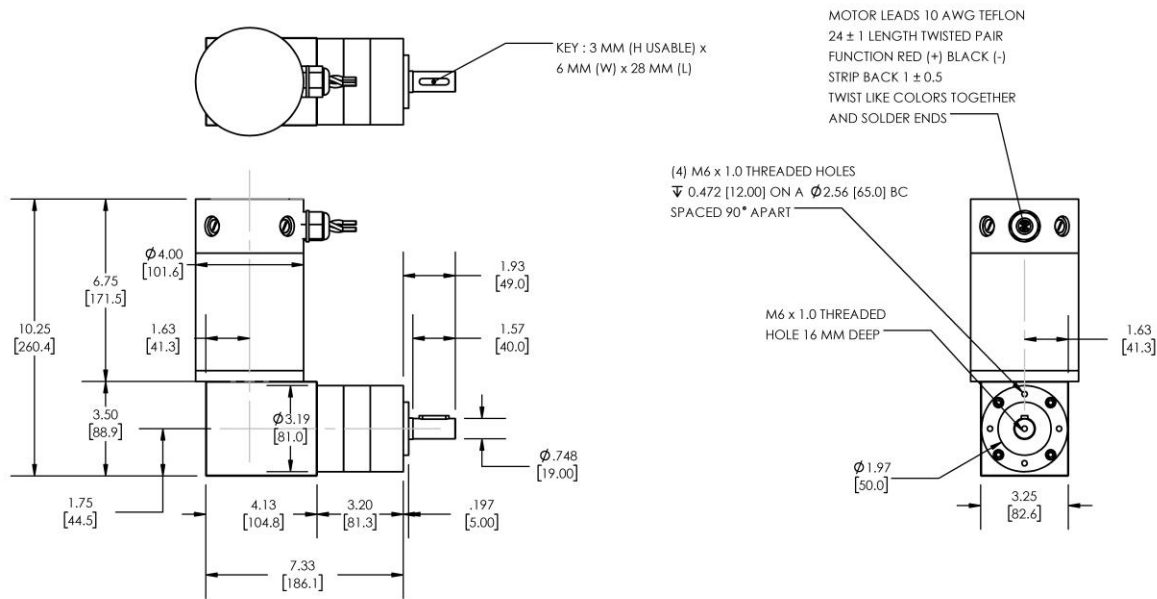 KEY : 3 MM (H USABLE) x
6 MM (W) x 28 MM (L)
MOTOR LEADS 10 AWG TEFLON
24 ± 1 LENGTH TWISTED PAIR
FUNCTION RED (+) BLACK (-)
STRIP BACK 1 ± 0.5
TWIST LIKE COLORS TOGETHER
AND SOLDER ENDS
(4) M6 x 1.0 THREADED HOLES
↧ 0.472 [12.00] ON A Ø2.56 [65.0] BC
SPACED 90° APART
M6 x 1.0 THREADED
HOLE 16 MM DEEP
Ø4.00
[101.6]
6.75
[171.5]
10.25
[260.4]
1.63
[41.3]
1.93
[49.0]
1.57
[40.0]
3.50
[88.9]
Ø3.19
[81.0]
Ø.748
[19.00]
1.75
[44.5]
4.13
[104.8]
3.20
[81.3]
.197
[5.00]
7.33
[186.1]
1.63
[41.3]
Ø1.97
[50.0]
3.25
[82.6]